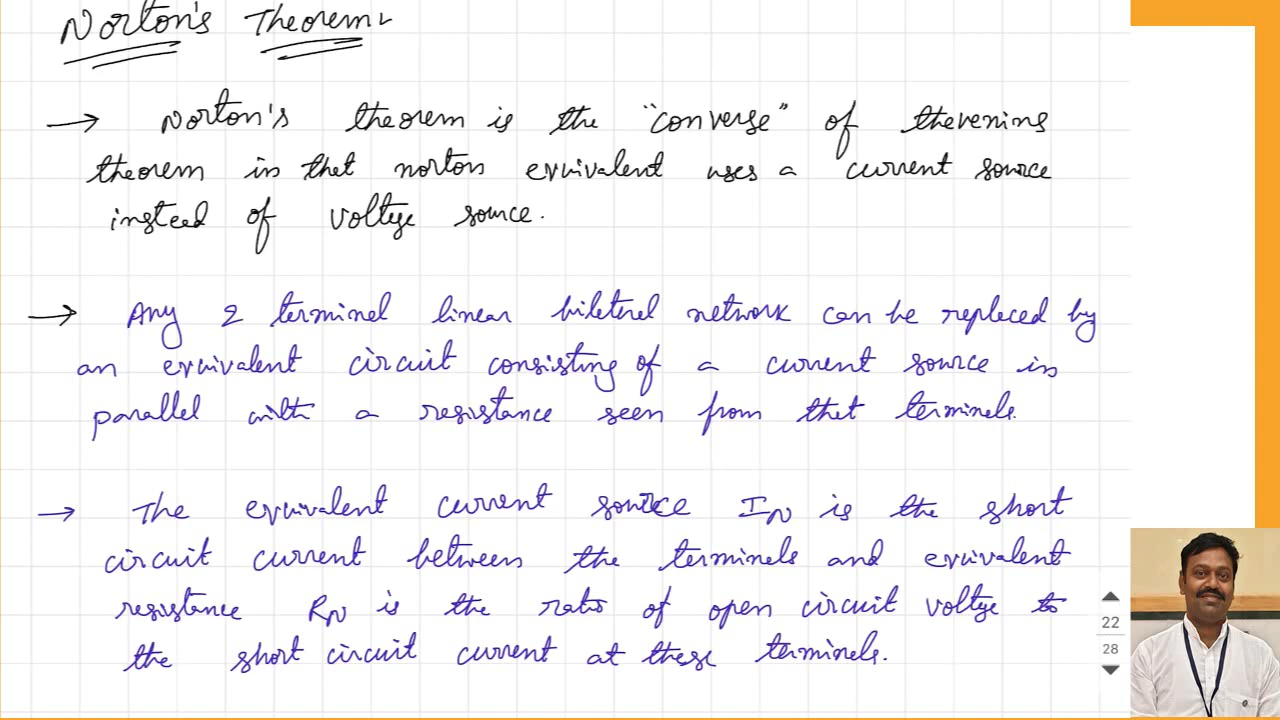 Norton's Theorem:
→ Norton's theorem is the "converse" of thevenins
theorem in that norton equivalent uses a current source
instead of voltage source.
→ Any 2 terminal linear bilateral network can be replaced by
an equivalent circuit consisting of a current source in
parallel with a resistance seen from that terminals.
→ The equivalent current source IN is the short
circuit current between the terminals and equivalent
resistance RN is the ratio of open circuit voltage to
the short circuit current at these terminals.
22
28